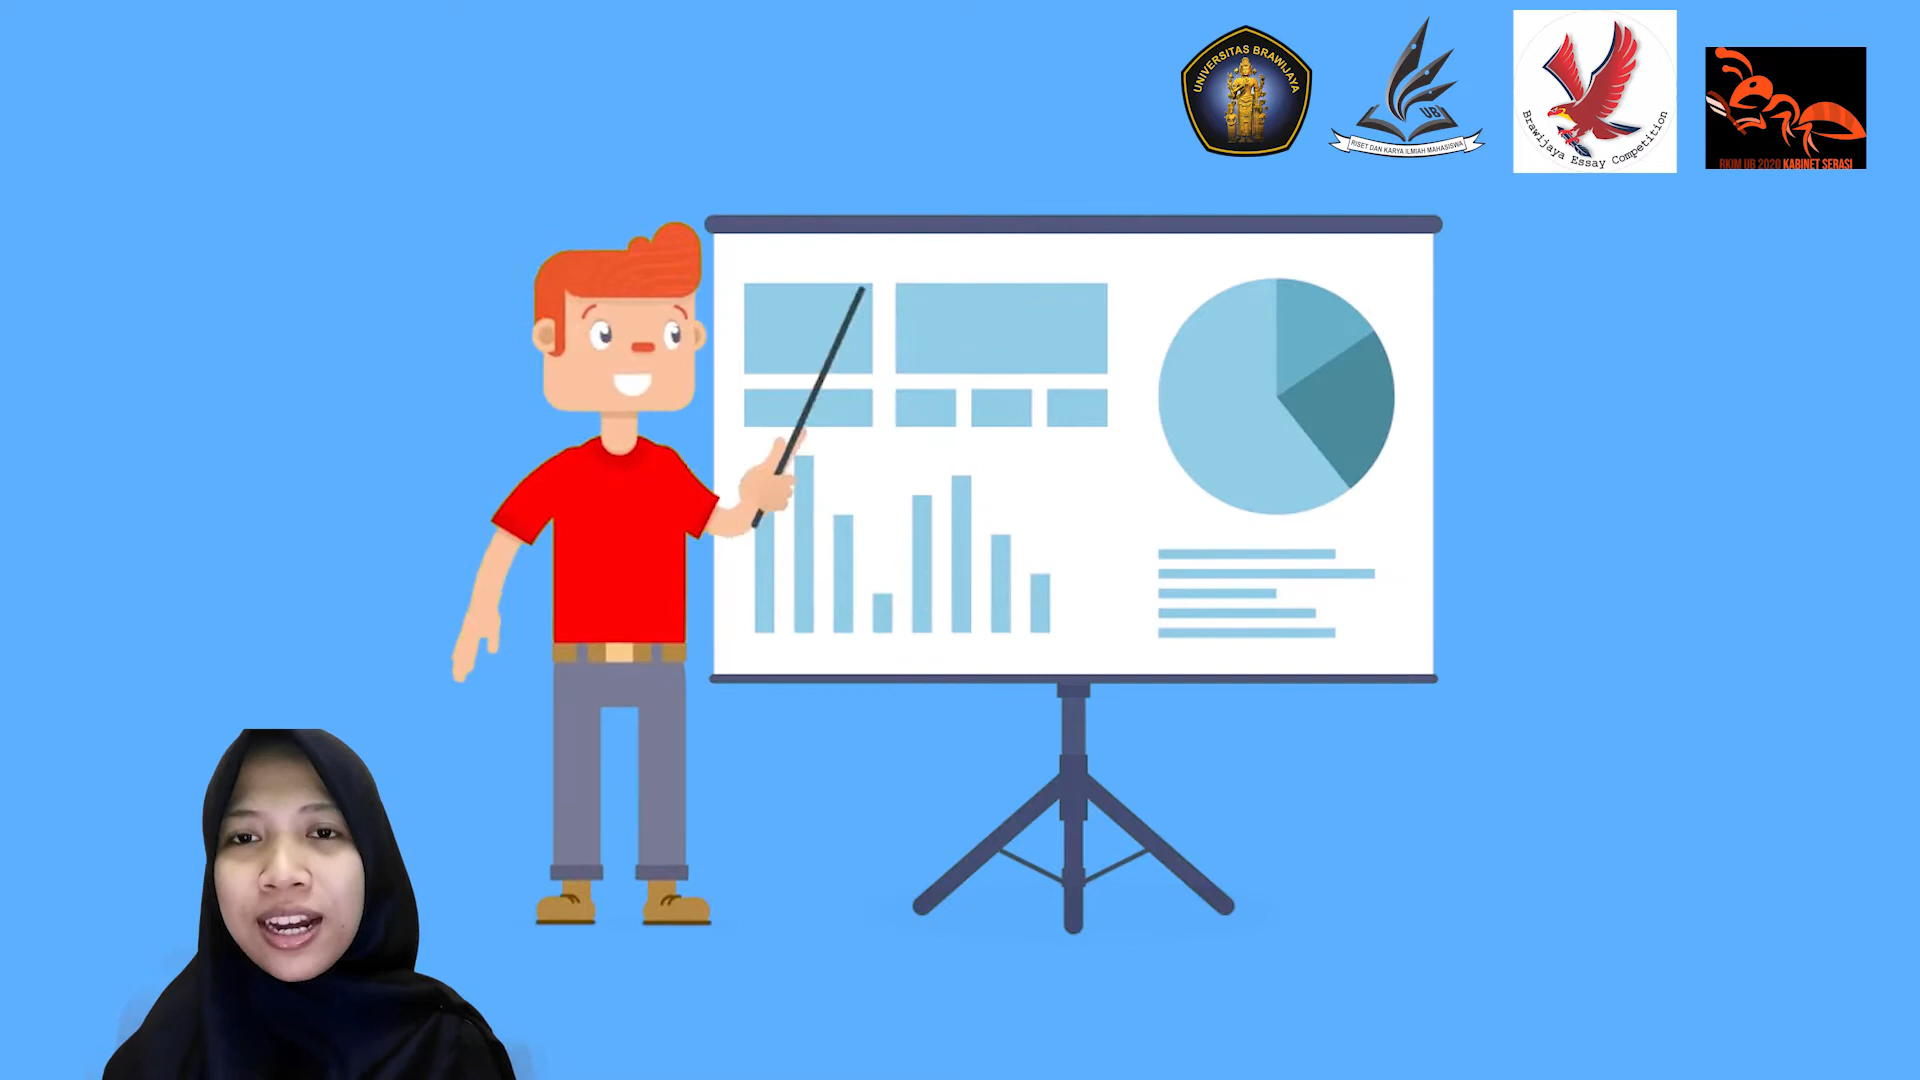 UNIVERSITAS BRAWIJAYA
UB
RISET DAN KARYA ILMIAH MAHASISWA
Brawijaya Essay Competition
RKIM UB 2020 KABINET SERASI